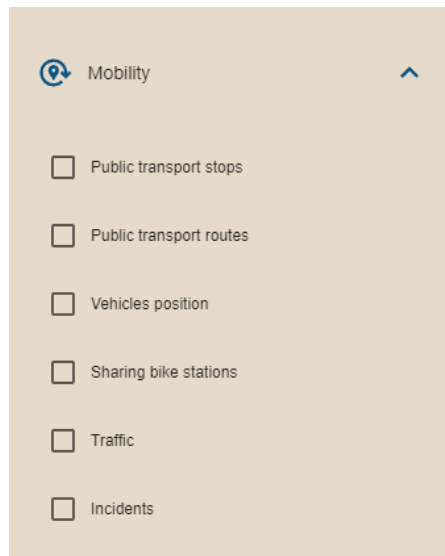 Mobility
Public transport stops
Public transport routes
Vehicles position
Sharing bike stations
Traffic
Incidents